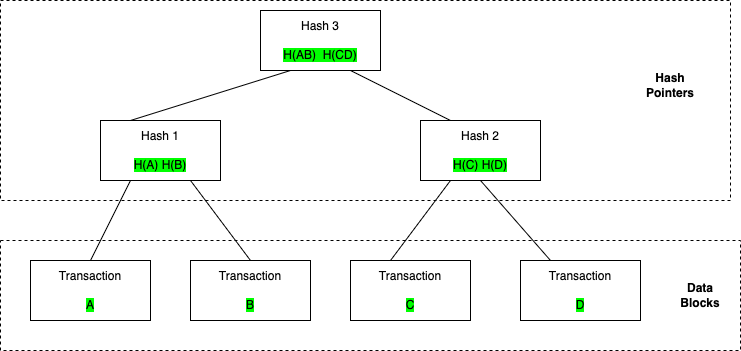 Hash 3
H(AB) H(CD)
Hash
Pointers
Hash 1
H(A) H(B)
Hash 2
H(C) H(D)
Transaction
A
Transaction
B
Transaction
C
Transaction
D
Data
Blocks